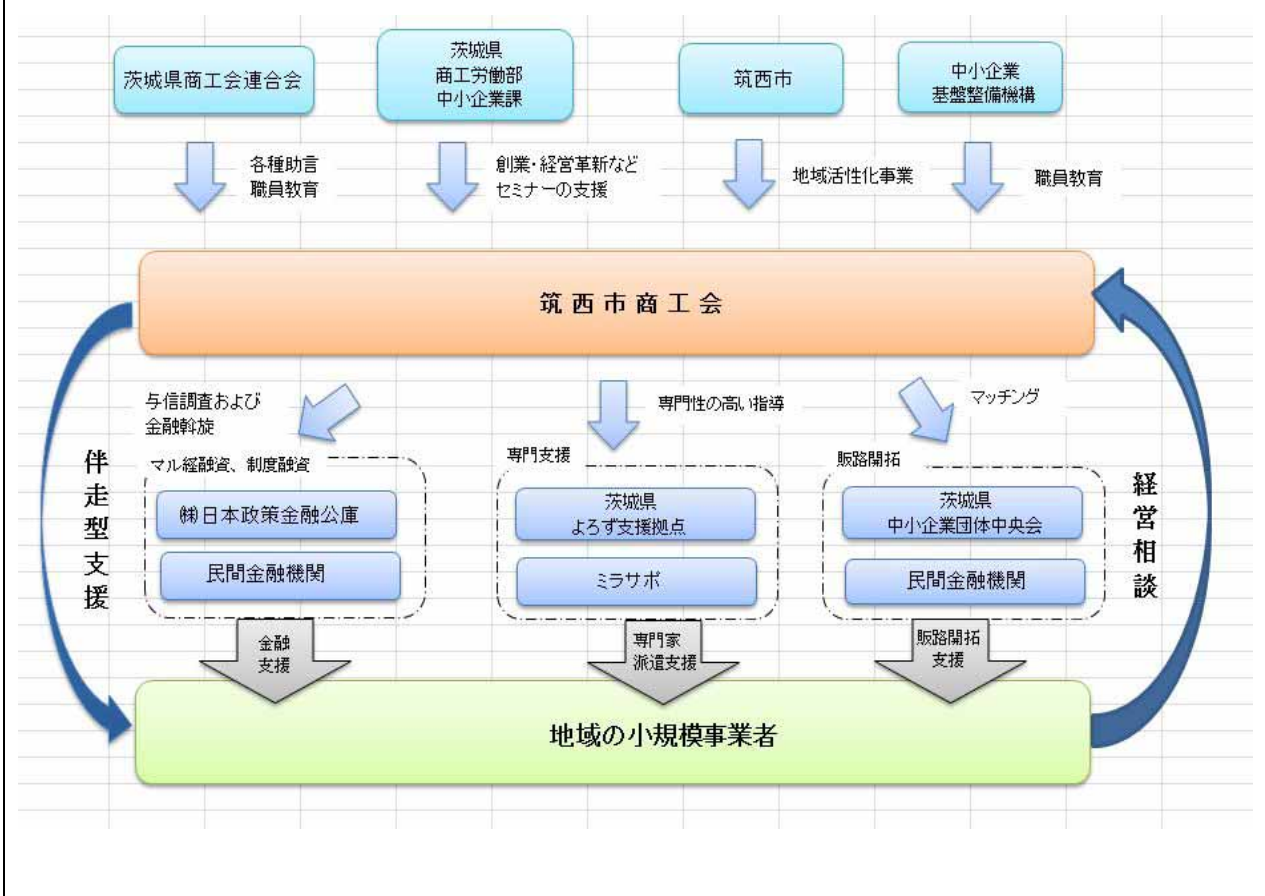 茨城県商工会連合会
茨城県
商工労働部
中小企業課
筑西市
中小企業
基盤整備機構
各種助言
職員教育
創業・経営革新など
セミナーの支援
地域活性化事業
職員教育
筑西市商工会
与信調査および
金融斡旋
専門性の高い指導
マッチング
伴走型支援
マル経融資、制度融資
㈱日本政策金融公庫
民間金融機関
専門支援
茨城県
よろず支援拠点
ミラサポ
販路開拓
茨城県
中小企業団体中央会
民間金融機関
経営相談
金融
支援
専門家
派遣支援
販路開拓
支援
地域の小規模事業者